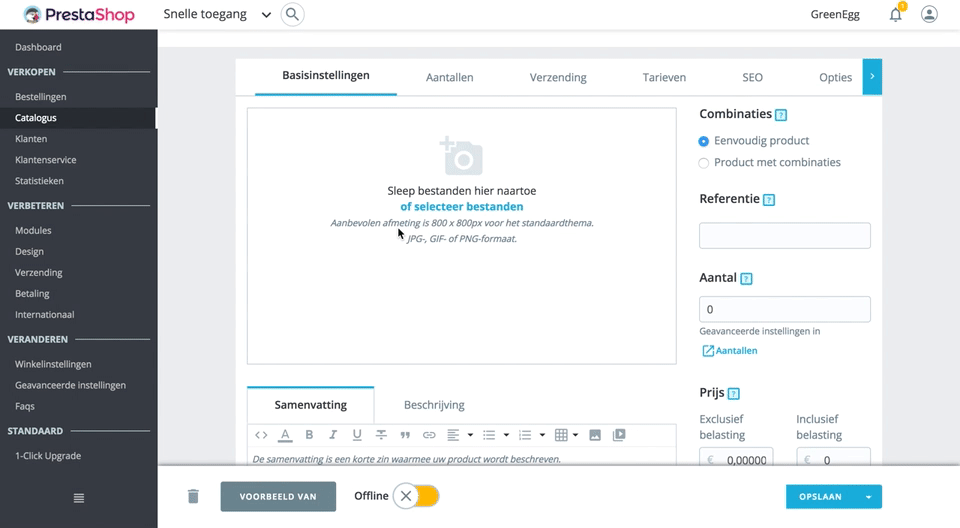 PrestaShop
Snelle toegang
GreenEgg
1
Dashboard
VERKOPEN
Bestellingen
Catalogus
Klanten
Klantenservice
Statistieken
VERBETEREN
Modules
Design
Verzending
Betaling
Internationaal
VERANDEREN
Winkelinstellingen
Geavanceerde instellingen
Faqs
STANDAARD
1-Click Upgrade
Basisinstellingen
Aantallen
Verzending
Tarieven
SEO
Opties
Sleep bestanden hier naartoe
of selecteer bestanden
Aanbevolen afmeting is 800 x 800px voor het standaardthema.
JPG-, GIF- of PNG-formaat.
Samenvatting
Beschrijving
De samenvatting is een korte zin waarmee uw product wordt beschreven.
Combinaties ?
Eenvoudig product
Product met combinaties
Referentie ?
Aantal ?
0
Geavanceerde instellingen in
Aantallen
Prijs ?
Exclusief belasting
Inclusief belasting
€ 0,00000
€ 0
VOORBEELD VAN
Offline
OPSLAAN